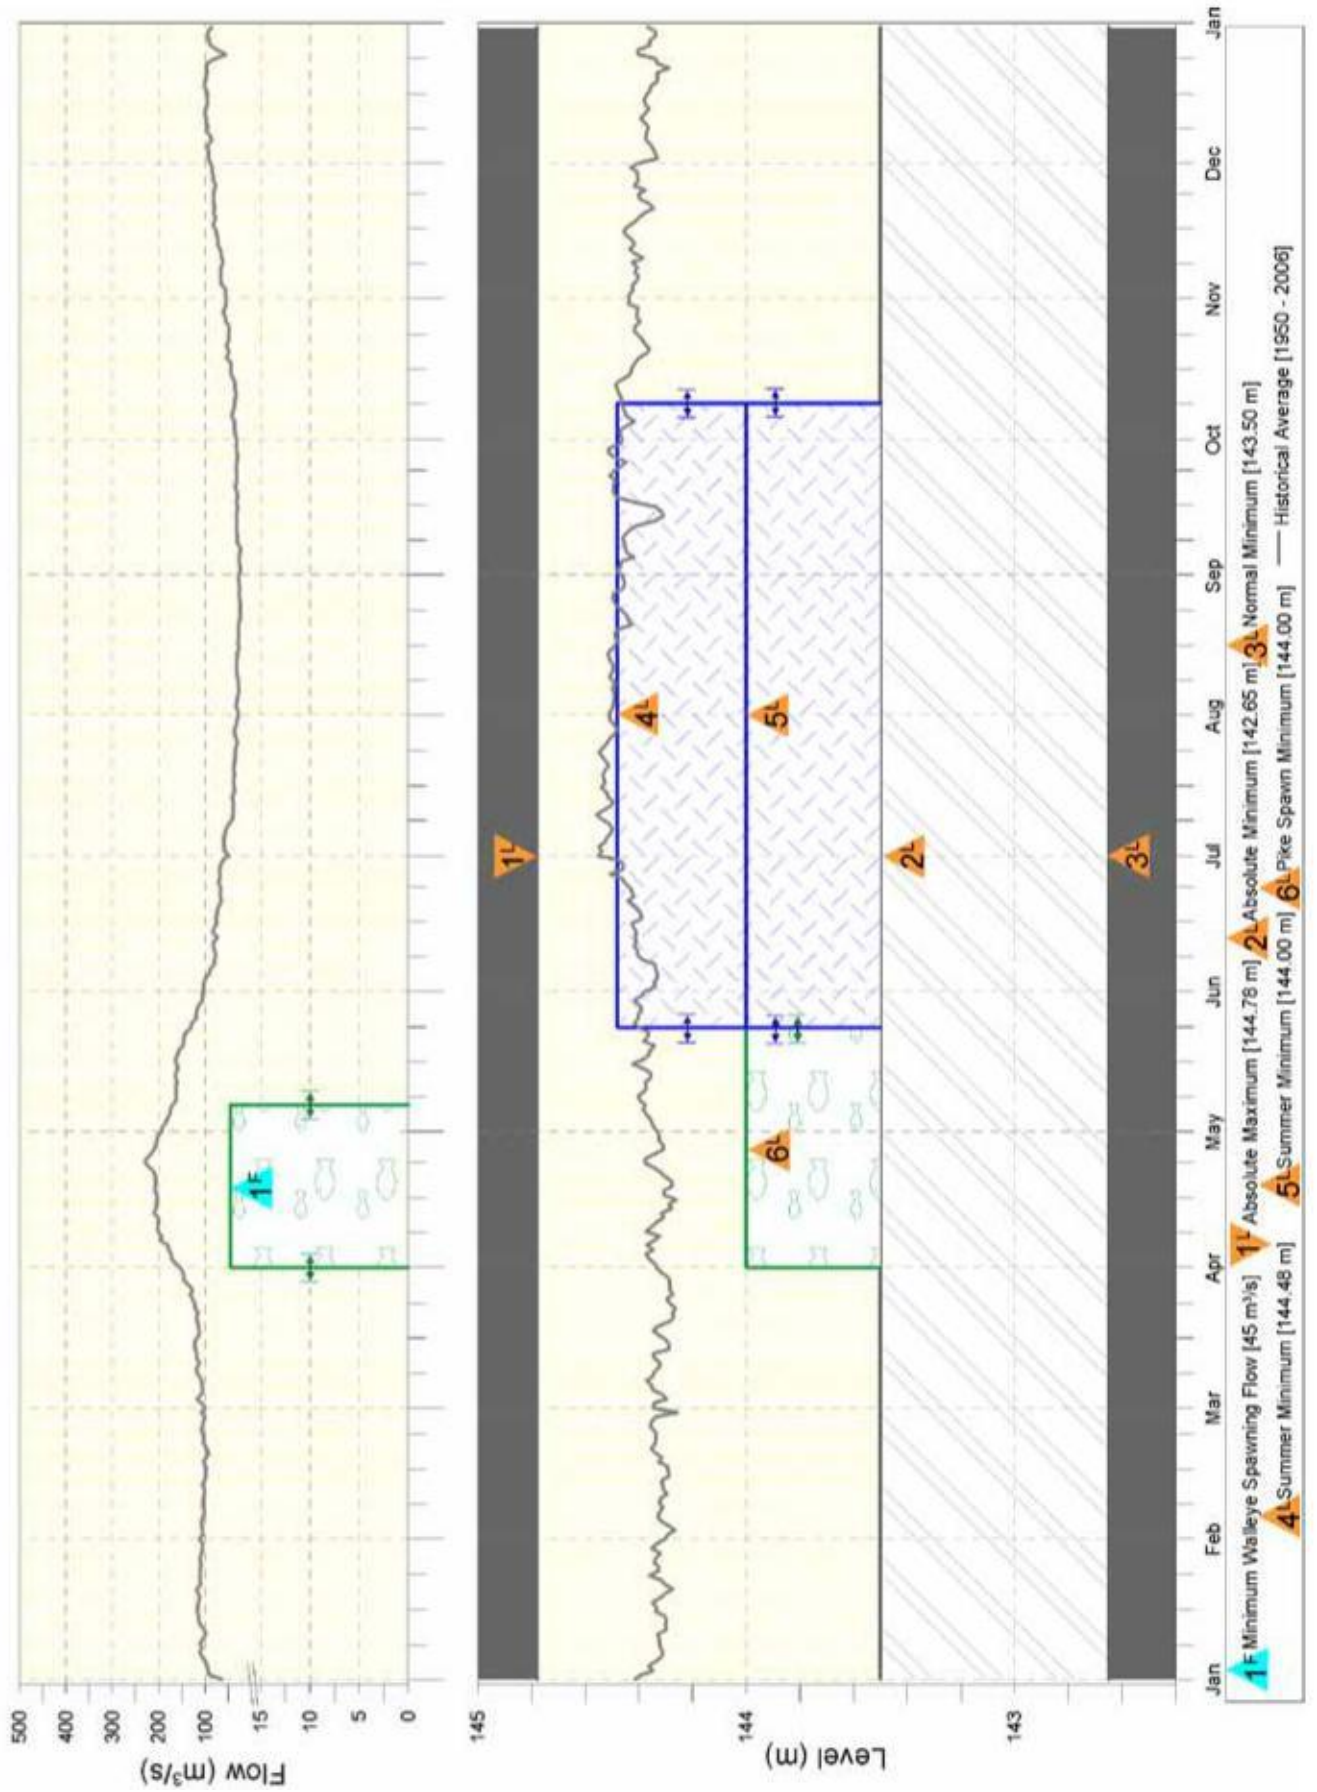 500
400
300
200
100
15
10
5
0
Flow (m³/s)
1F
145
144
143
Level (m)
1L
4L
5L
6L
2L
3L
Jan
Feb
Mar
Apr
May
Jun
Jul
Aug
Sep
Oct
Nov
Dec
Jan
1F Minimum Walleye Spawning Flow [45 m³/s] 1L Absolute Maximum [144.78 m] 2L Absolute Minimum [142.65 m] 3L Normal Minimum [143.50 m]
4L Summer Minimum [144.48 m] 5L Summer Minimum [144.00 m] 6L Pike Spawn Minimum [144.00 m] Historical Average [1950 - 2006]